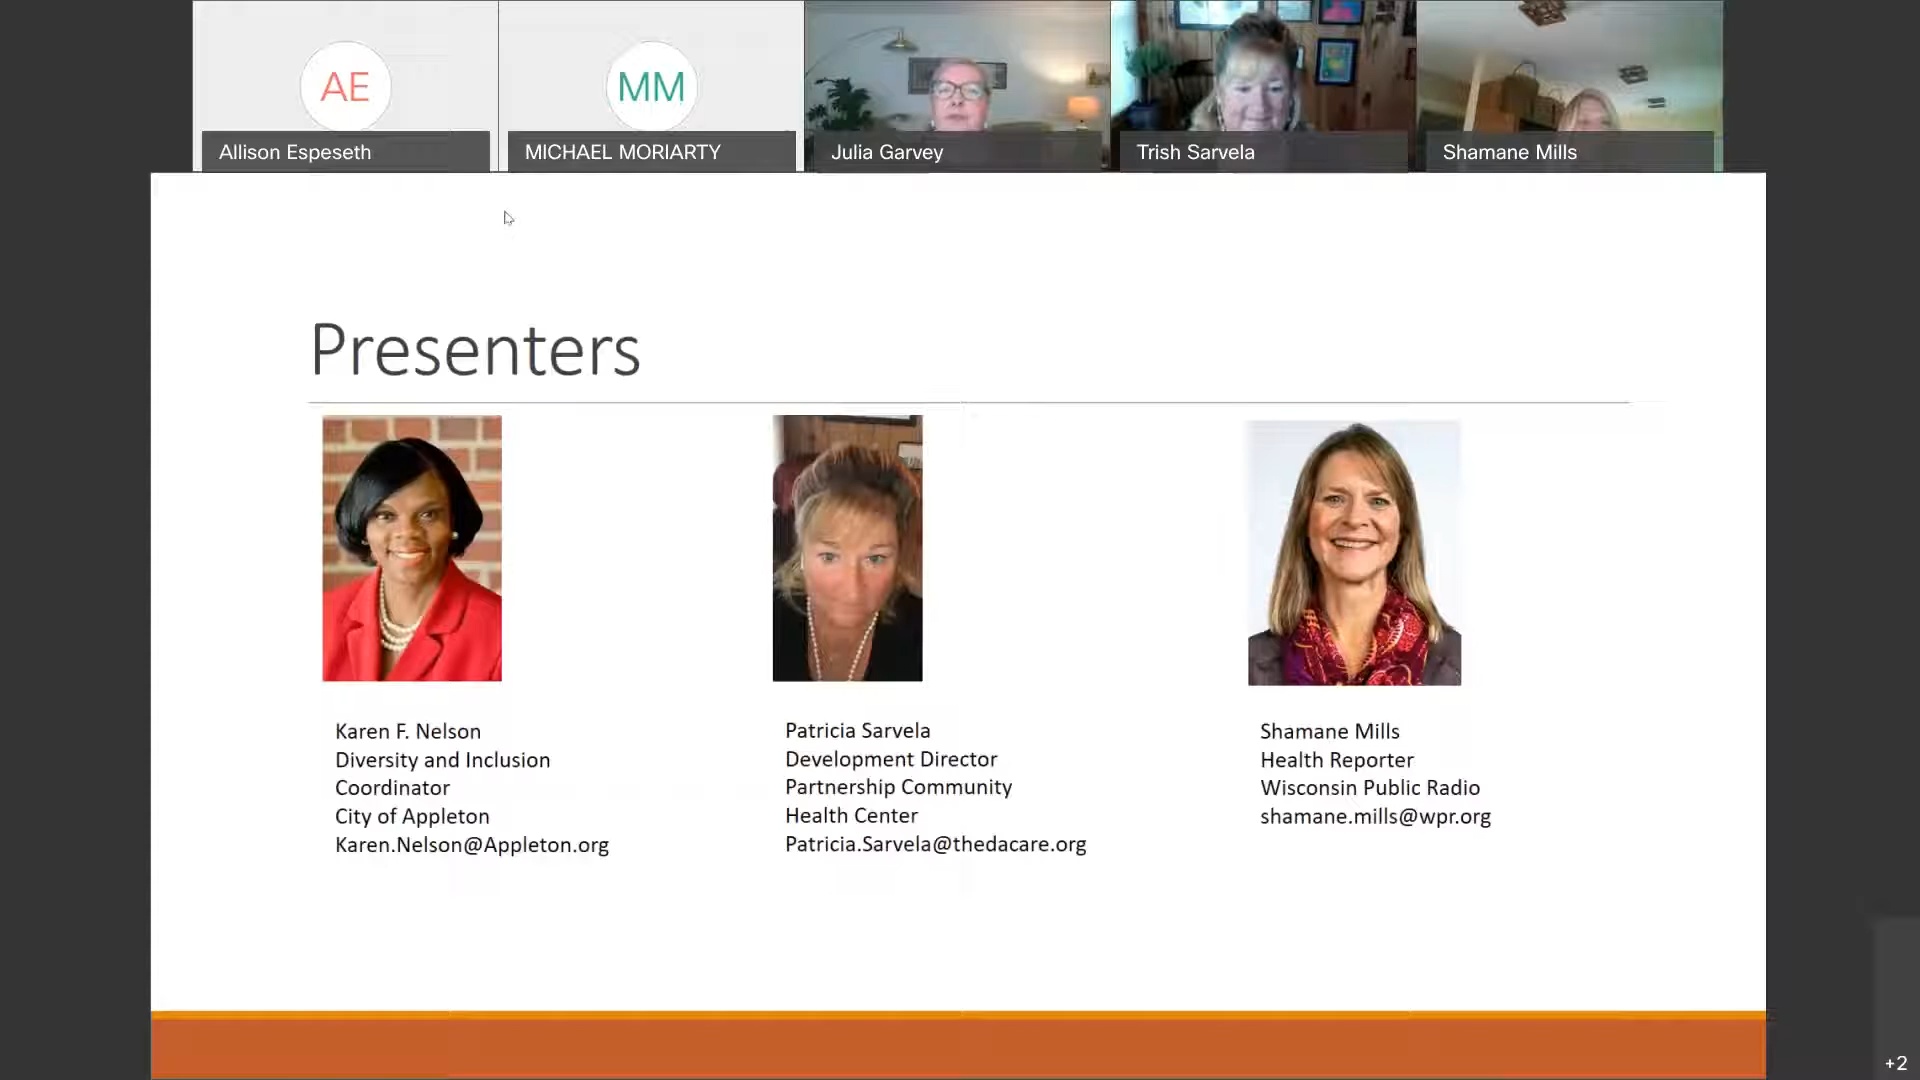 AE
MM
Allison Espeseth
MICHAEL MORIARTY
Julia Garvey
Trish Sarvela
Shamane Mills
Presenters
Karen F. Nelson
Diversity and Inclusion
Coordinator
City of Appleton
Karen.Nelson@Appleton.org
Patricia Sarvela
Development Director
Partnership Community
Health Center
Patricia.Sarvela@thedacare.org
Shamane Mills
Health Reporter
Wisconsin Public Radio
shamane.mills@wpr.org
+2